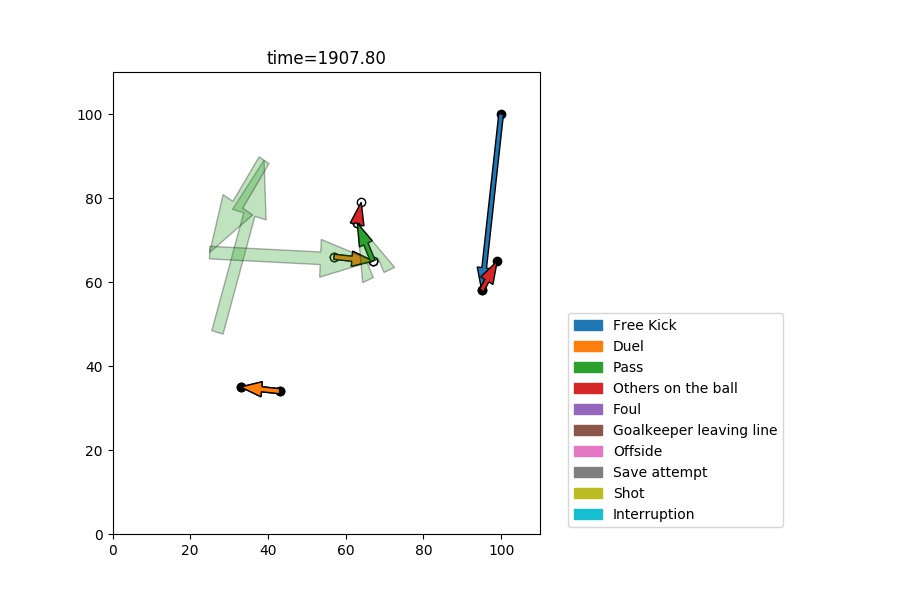 time=1907.80
100
80
60
40
20
0
0 20 40 60 80 100
Free Kick
Duel
Pass
Others on the ball
Foul
Goalkeeper leaving line
Offside
Save attempt
Shot
Interruption